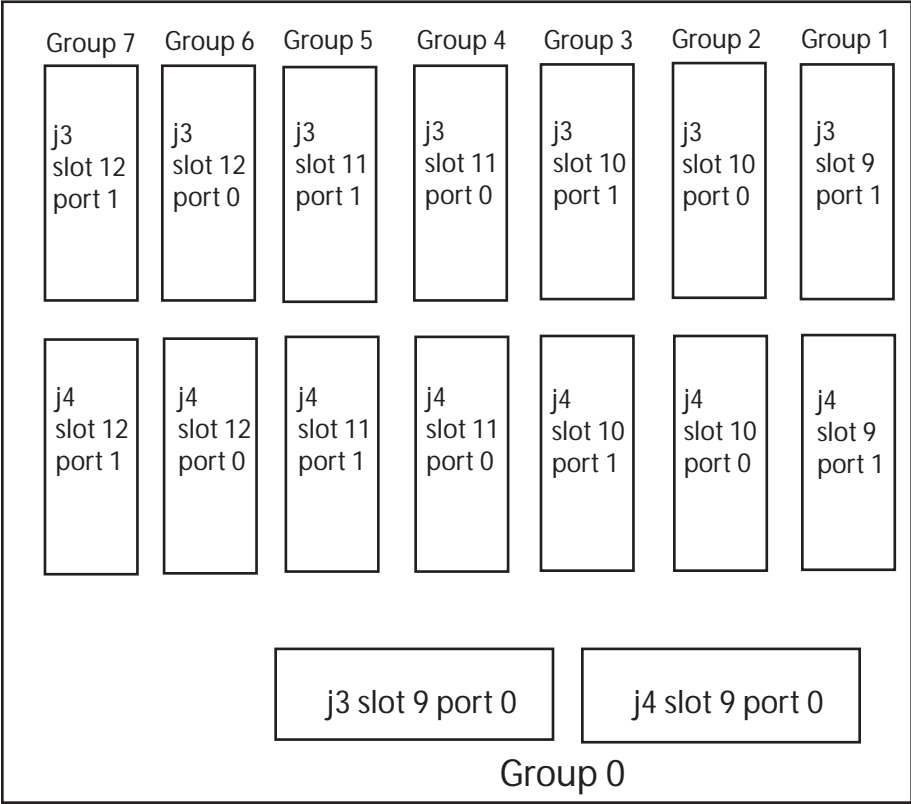 Group 7
Group 6
Group 5
Group 4
Group 3
Group 2
Group 1
j3
slot 12
port 1
j3
slot 12
port 0
j3
slot 11
port 1
j3
slot 11
port 0
j3
slot 10
port 1
j3
slot 10
port 0
j3
slot 9
port 1
j4
slot 12
port 1
j4
slot 12
port 0
j4
slot 11
port 1
j4
slot 11
port 0
j4
slot 10
port 1
j4
slot 10
port 0
j4
slot 9
port 1
j3 slot 9 port 0
j4 slot 9 port 0
Group 0